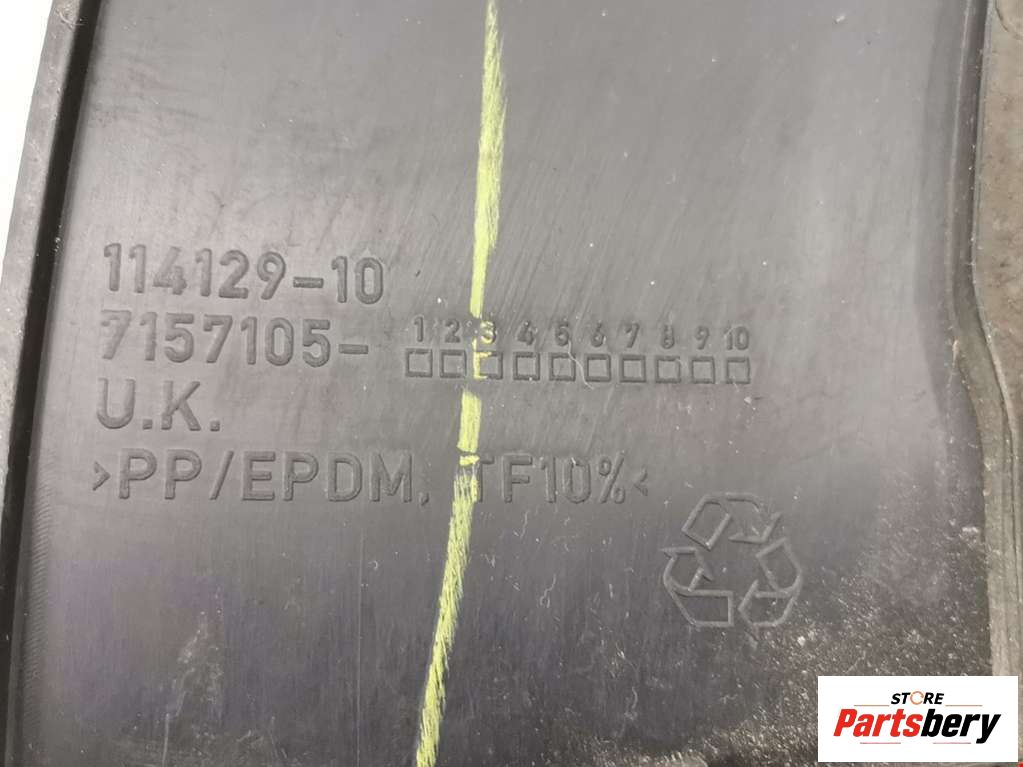 114129-10
7157105- 1 2 3 4 5 6 7 8 9 10
U.K.
>PP/EPDM, TF10%<
STORE
Partsbery